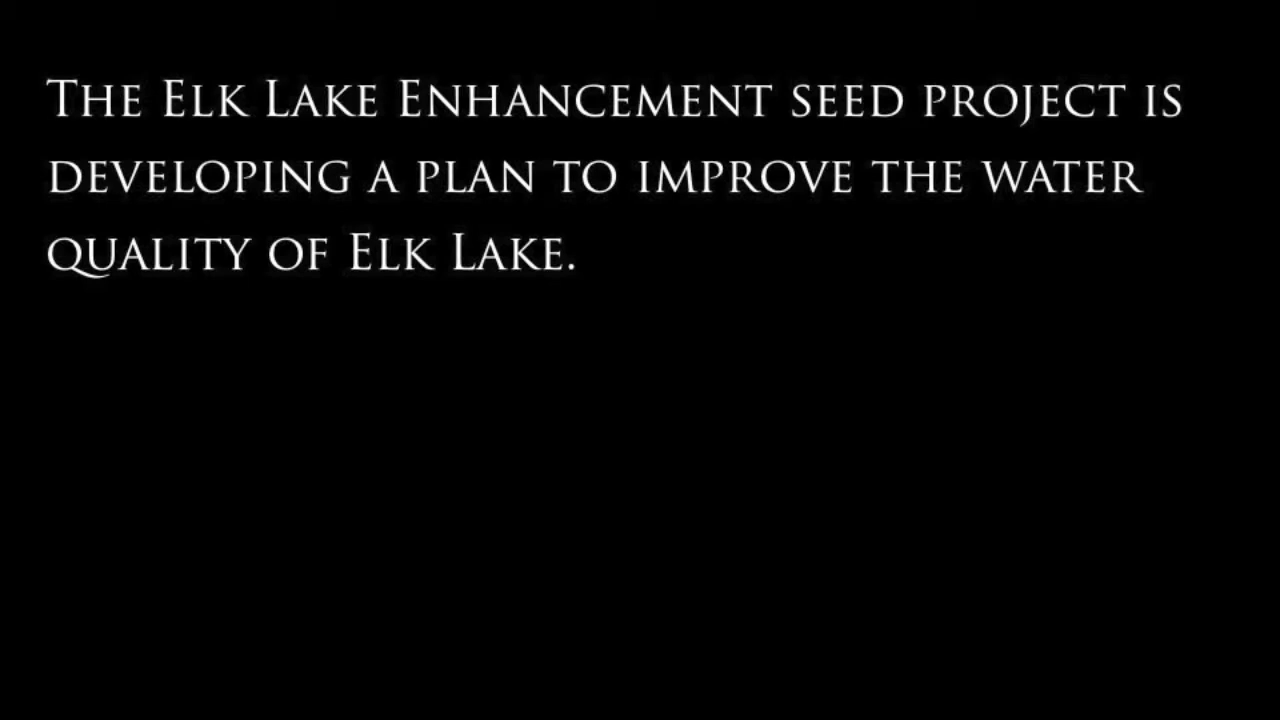 The Elk Lake Enhancement seed project is
developing a plan to improve the water
quality of Elk Lake.